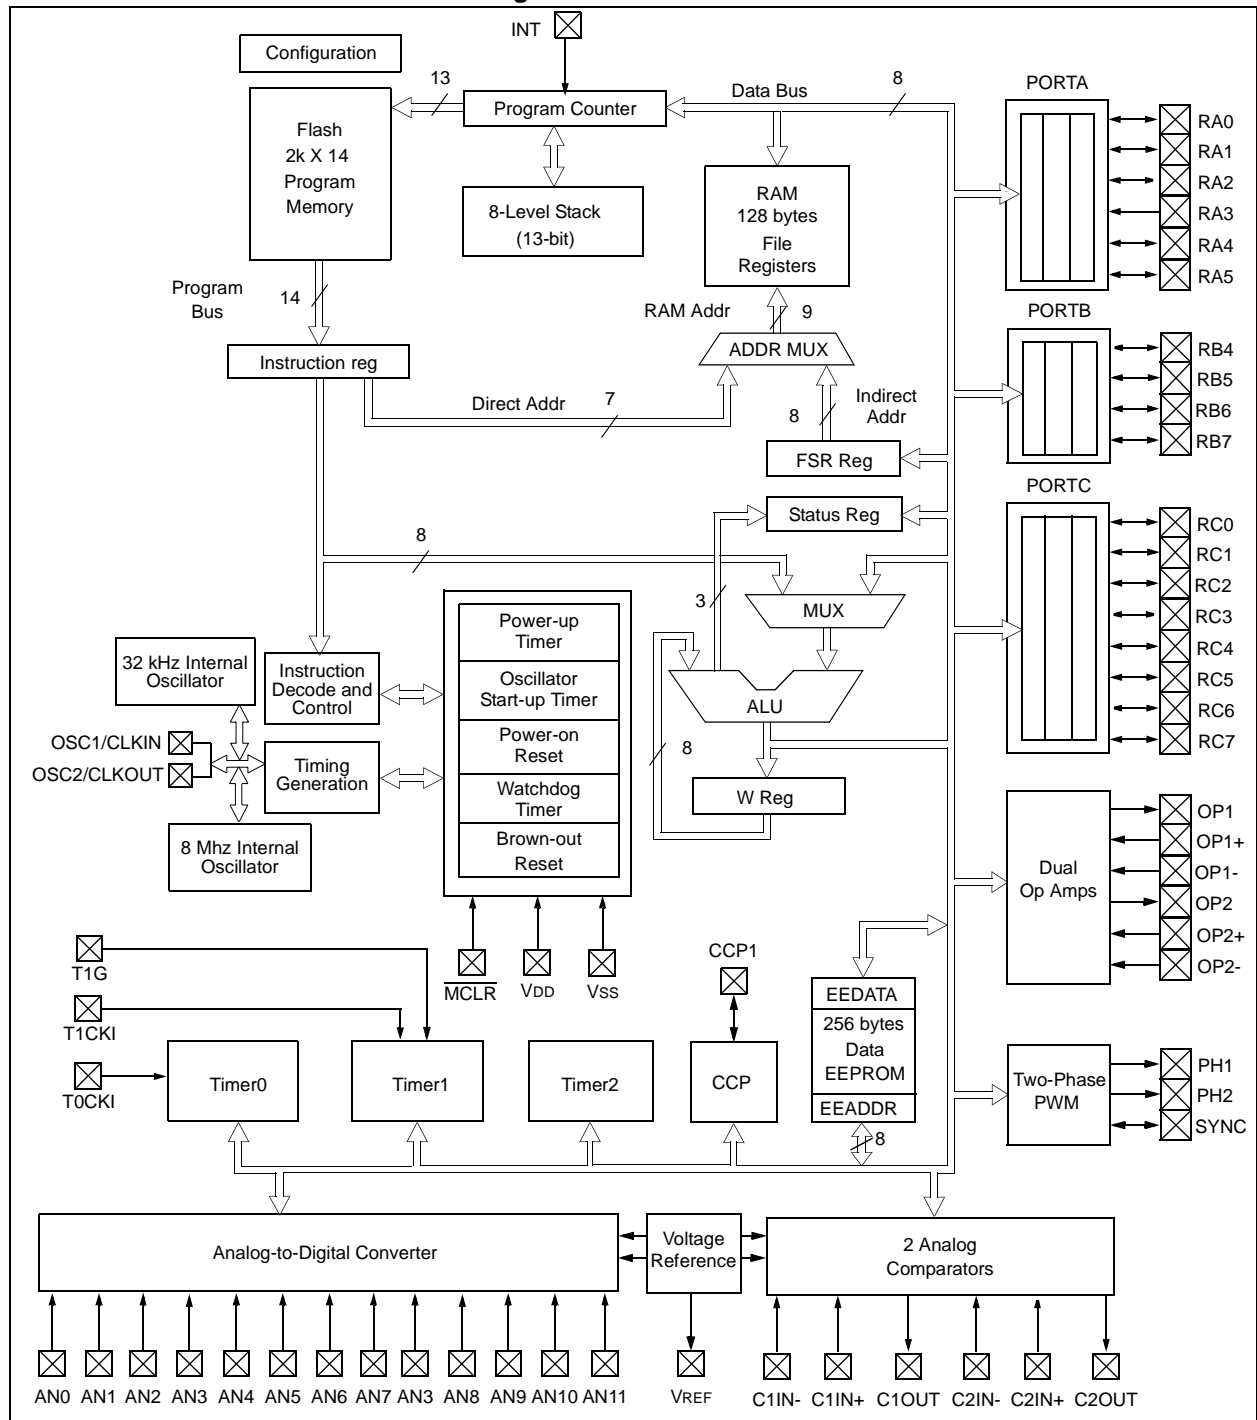 INT
Configuration
13
Program Counter
Data Bus
8
PORTA
Flash
2k X 14
Program
Memory
8-Level Stack
(13-bit)
RAM
128 bytes
File
Registers
RA0
RA1
RA2
RA3
RA4
RA5
Program
Bus
14
RAM Addr
9
PORTB
Instruction reg
ADDR MUX
RB4
RB5
RB6
RB7
Direct Addr
7
8
Indirect
Addr
FSR Reg
PORTC
Status Reg
8
RC0
RC1
RC2
RC3
RC4
RC5
RC6
RC7
3
MUX
Power-up
Timer
Oscillator
Start-up Timer
Power-on
Reset
Watchdog
Timer
Brown-out
Reset
32 kHz Internal
Oscillator
Instruction
Decode and
Control
ALU
OSC1/CLKIN
OSC2/CLKOUT
Timing
Generation
8
W Reg
8 Mhz Internal
Oscillator
Dual
Op Amps
OP1
OP1+
OP1-
OP2
OP2+
OP2-
T1G
MCLR
VDD
VSS
CCP1
T1CKI
EEDATA
256 bytes
Data
EEPROM
EEADDR
T0CKI
Timer0
Timer1
Timer2
CCP
8
Two-Phase
PWM
PH1
PH2
SYNC
Analog-to-Digital Converter
Voltage
Reference
2 Analog
Comparators
AN0 AN1 AN2 AN3 AN4 AN5 AN6 AN7 AN3 AN8 AN9 AN10 AN11
VREF
C1IN- C1IN+ C1OUT C2IN- C2IN+ C2OUT